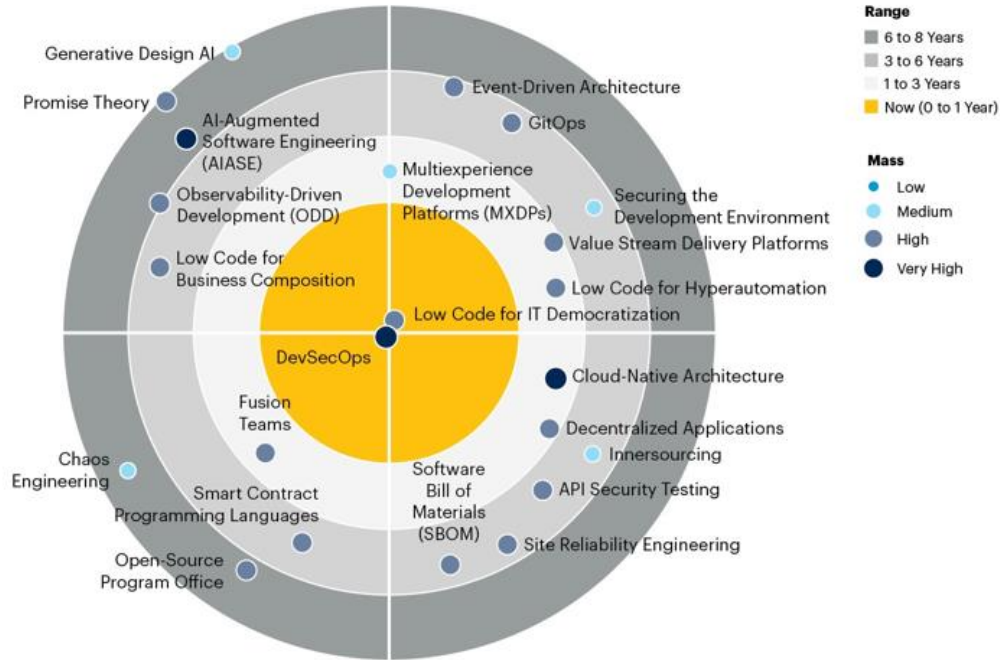 Generative Design AI
Promise Theory
AI-Augmented
Software Engineering
(AIASE)
Observability-Driven
Development (ODD)
Low Code for
Business Composition
Event-Driven Architecture
GitOps
Multiexperience
Development
Platforms (MXDPs)
Securing the
Development Environment
Value Stream Delivery Platforms
Low Code for Hyperautomation
Low Code for IT Democratization
DevSecOps
Fusion
Teams
Chaos
Engineering
Smart Contract
Programming Languages
Open-Source
Program Office
Cloud-Native Architecture
Decentralized Applications
Innersourcing
API Security Testing
Software
Bill of
Materials
(SBOM)
Site Reliability Engineering
Range
6 to 8 Years
3 to 6 Years
1 to 3 Years
Now (0 to 1 Year)
Mass
Low
Medium
High
Very High